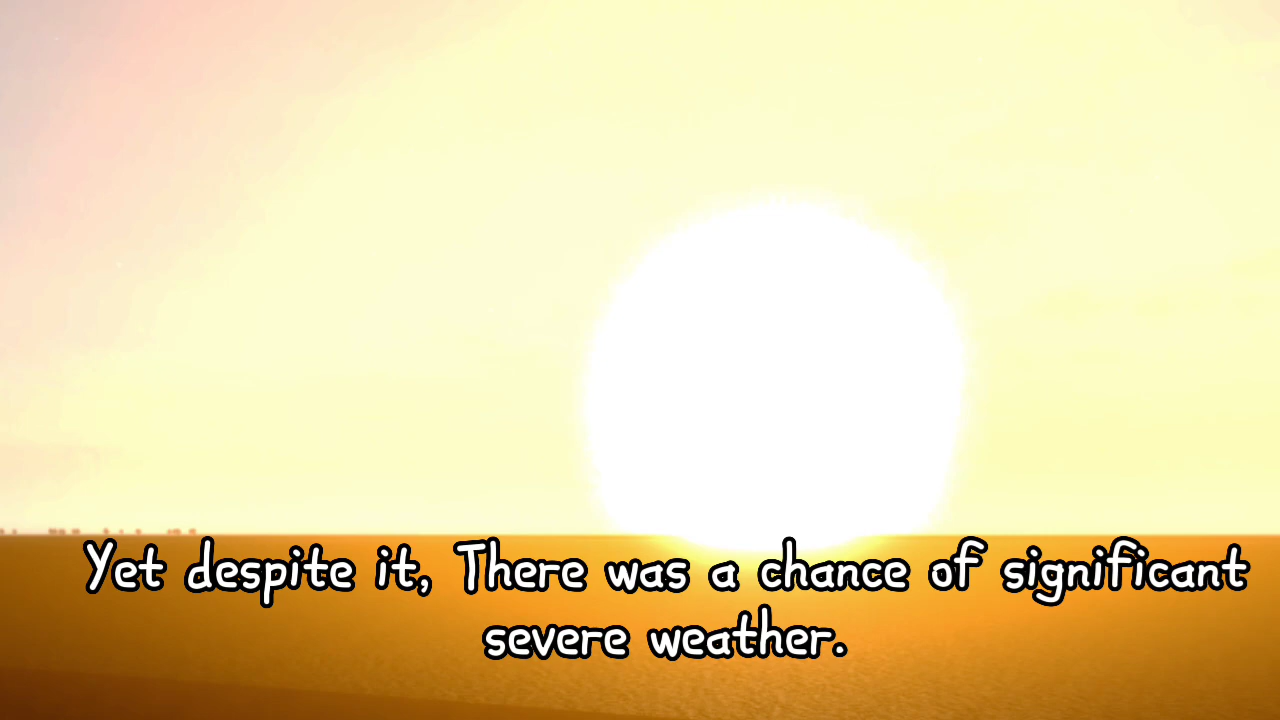 Yet despite it, There was a chance of significant
severe weather.